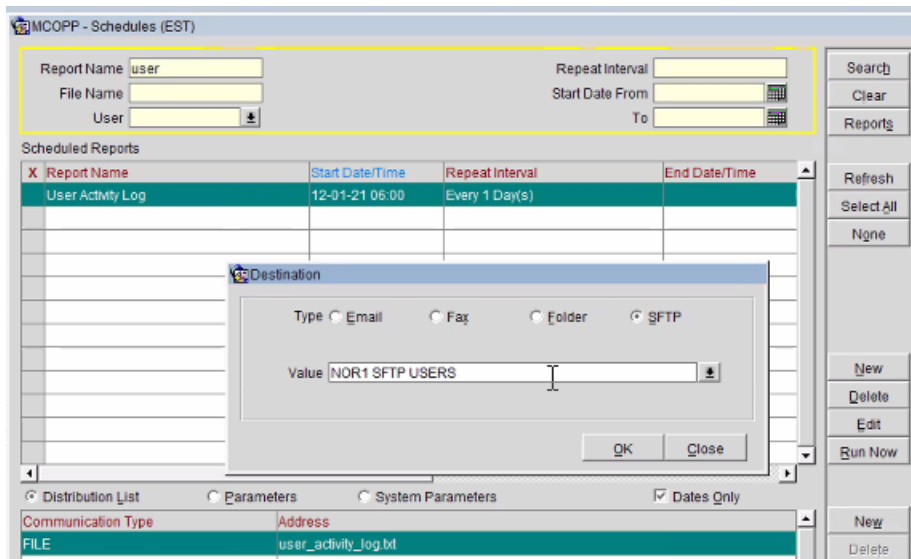 MCOPP - Schedules (EST)
Report Name user Repeat Interval Search
File Name Start Date From Clear
User To Reports
Scheduled Reports
X Report Name Start Date/Time Repeat Interval End Date/Time Refresh
User Activity Log 12-01-21 06:00 Every 1 Day(s) Select All
None
Destination
Type Email Fax Folder SFTP
Value NOR1 SFTP USERS New
Delete
Edit
OK Close Run Now
Distribution List Parameters System Parameters Dates Only
Communication Type Address New
FILE user_activity_log.txt Delete